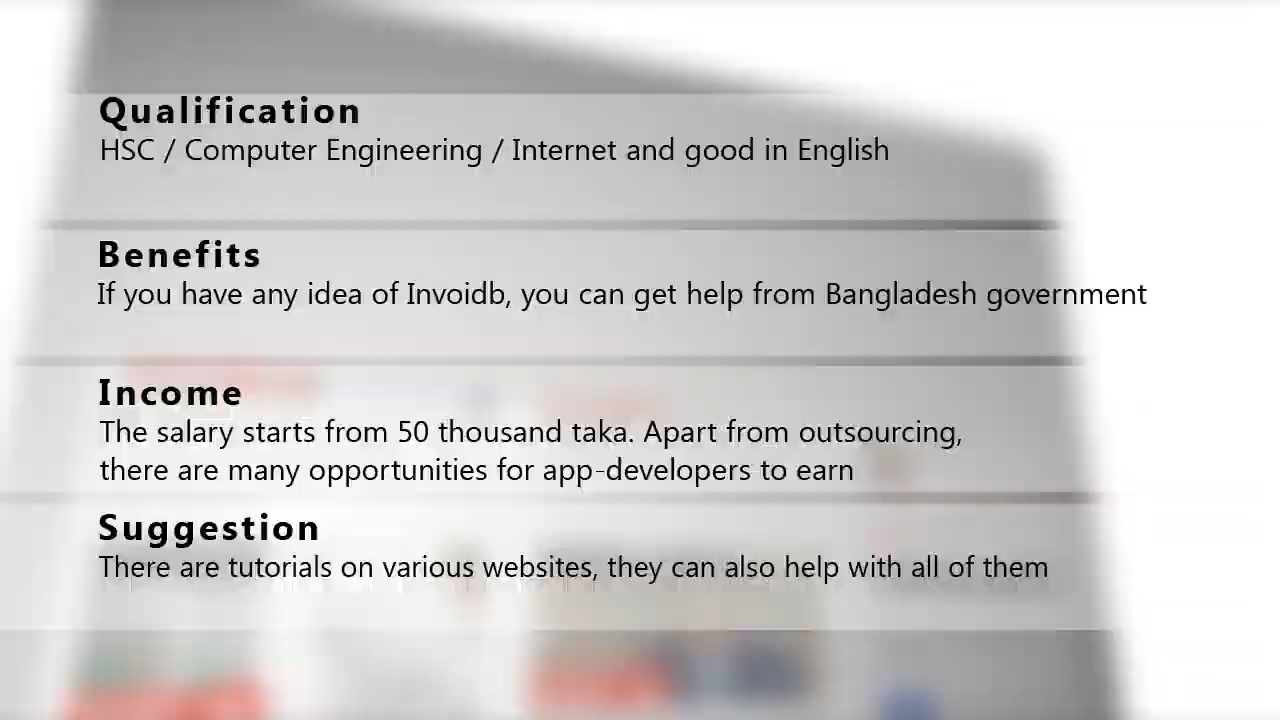 Qualification
HSC / Computer Engineering / Internet and good in English
Benefits
If you have any idea of Invoidb, you can get help from Bangladesh government
Income
The salary starts from 50 thousand taka. Apart from outsourcing,
there are many opportunities for app-developers to earn
Suggestion
There are tutorials on various websites, they can also help with all of them